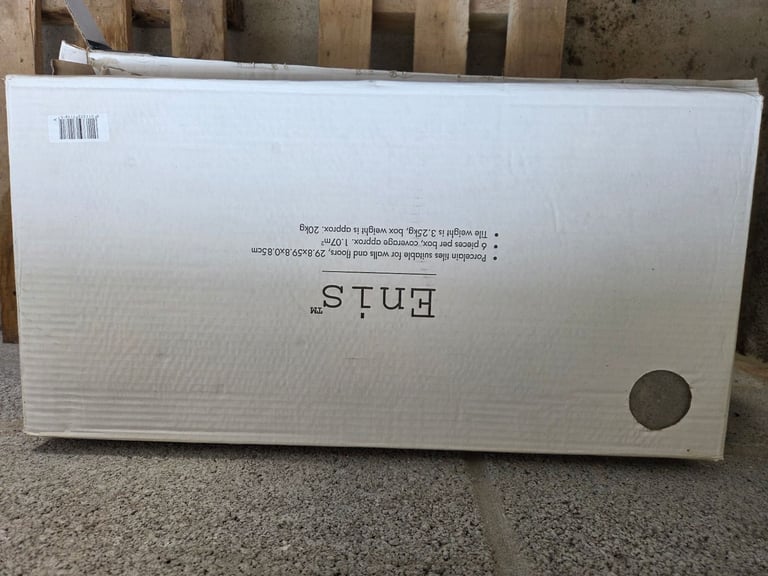 Enis™
• Porcelain tiles suitable for walls and floors, 29.8x59.8x0.85cm
• 6 pieces per box, coverage approx. 1.07m²
• Tile weight is 3.25kg, box weight is approx. 20kg